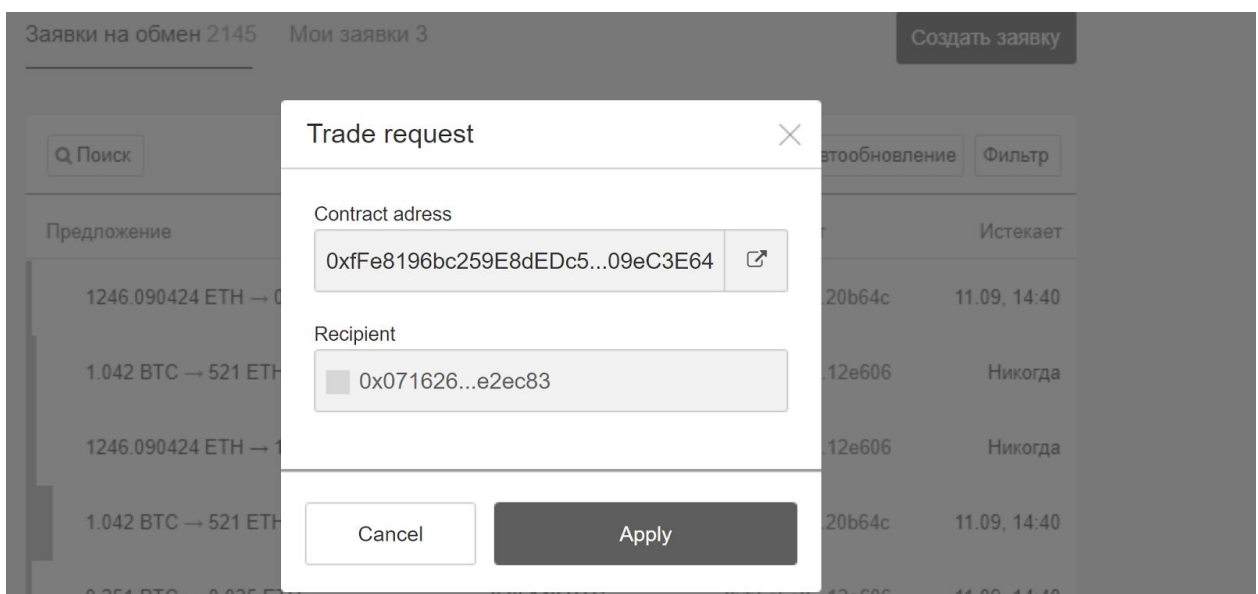 Заявки на обмен 2145 Мои заявки 3 Создать заявку
Trade request
Поиск втообновление Фильтр
Contract adress
Предложение Истекает
0xfFe8196bc259E8dEDc5...09eC3E64
1246.090424 ETH → .20b64c 11.09, 14:40
Recipient
1.042 BTC → 521 ETH .12e606 Никогда
0x071626...e2ec83
1246.090424 ETH → 1 .12e606 Никогда
1.042 BTC → 521 ETH .20b64c 11.09, 14:40
Cancel Apply